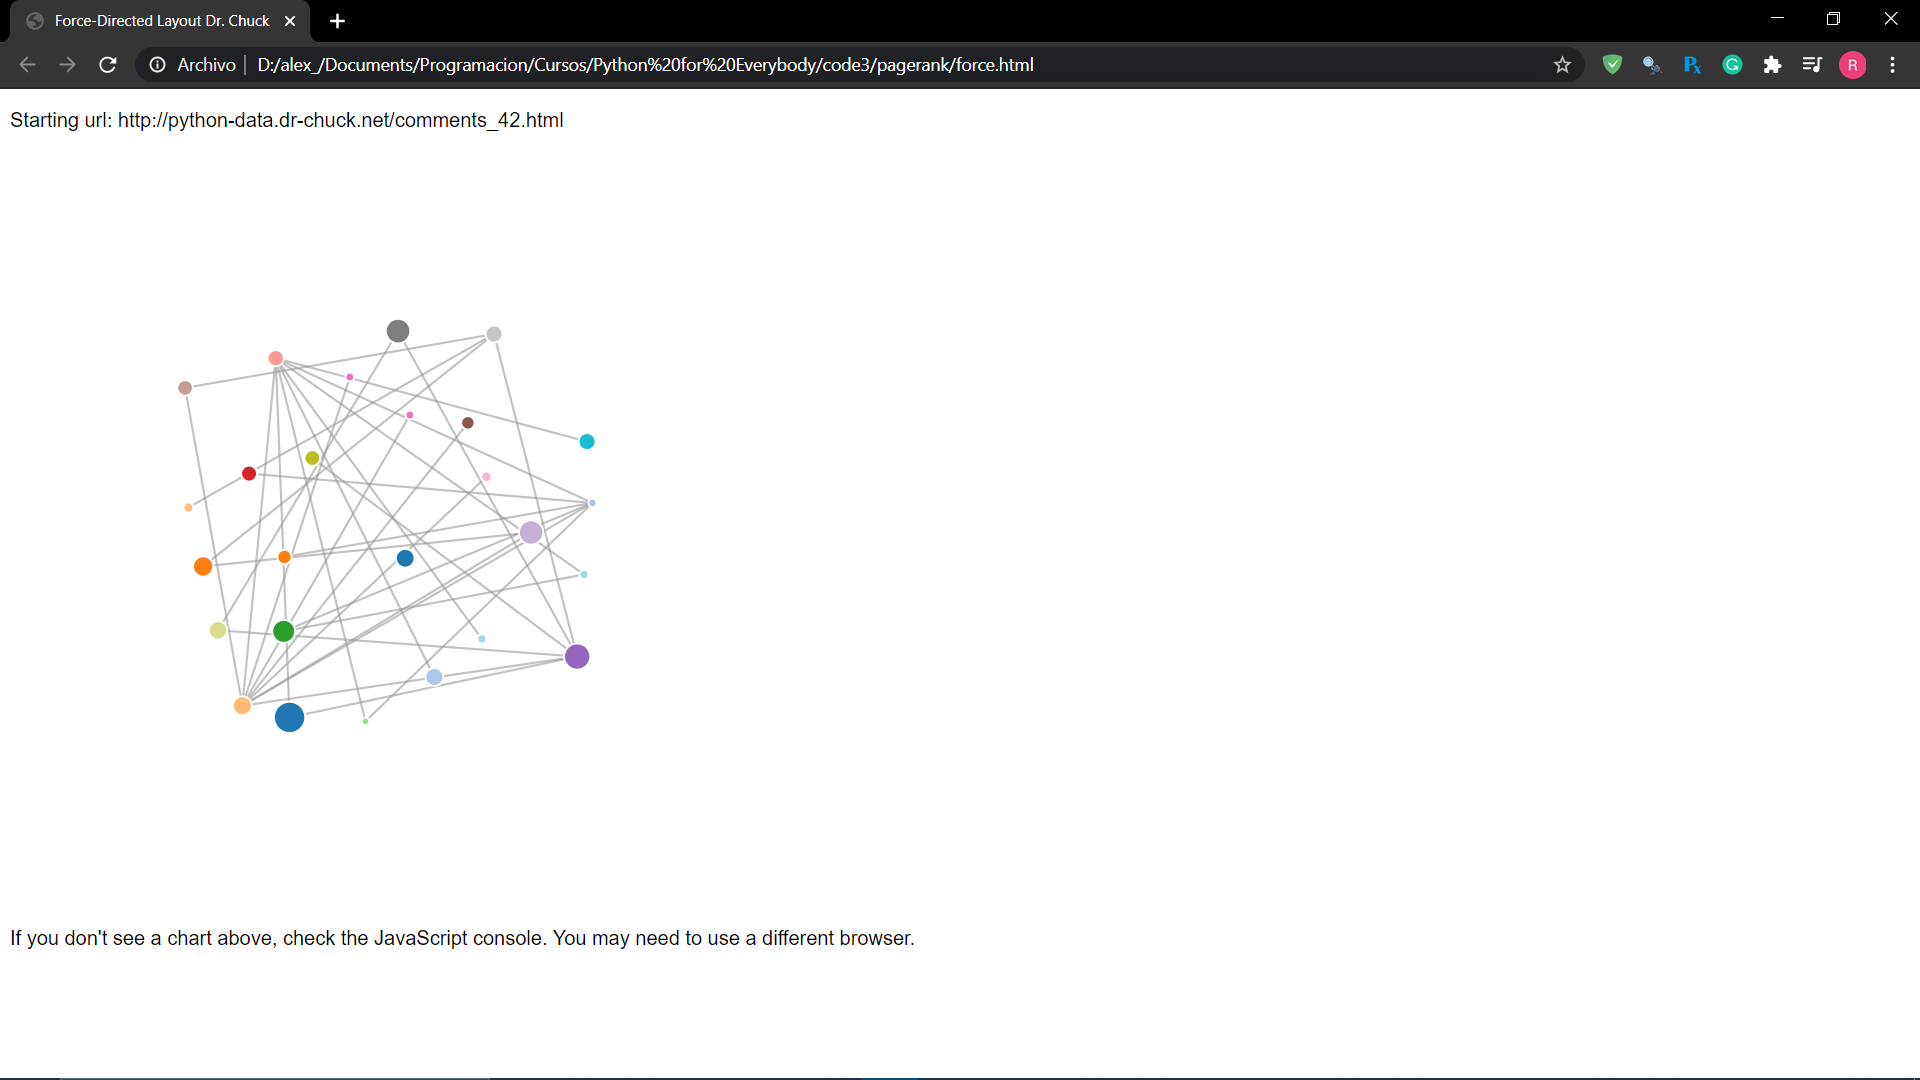 Force-Directed Layout Dr. Chuck
Archivo
D:/alex_/Documents/Programacion/Cursos/Python%20for%20Everybody/code3/pagerank/force.html
R
Starting url: http://python-data.dr-chuck.net/comments_42.html
If you don't see a chart above, check the JavaScript console. You may need to use a different browser.